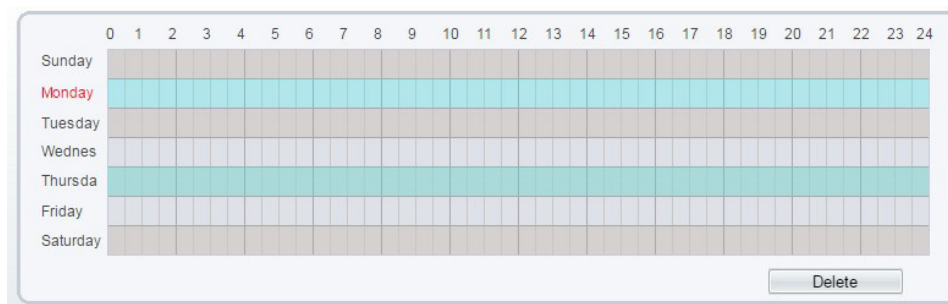 0 1 2 3 4 5 6 7 8 9 10 11 12 13 14 15 16 17 18 19 20 21 22 23 24
Sunday
Monday
Tuesday
Wednes
Thursda
Friday
Saturday
Delete